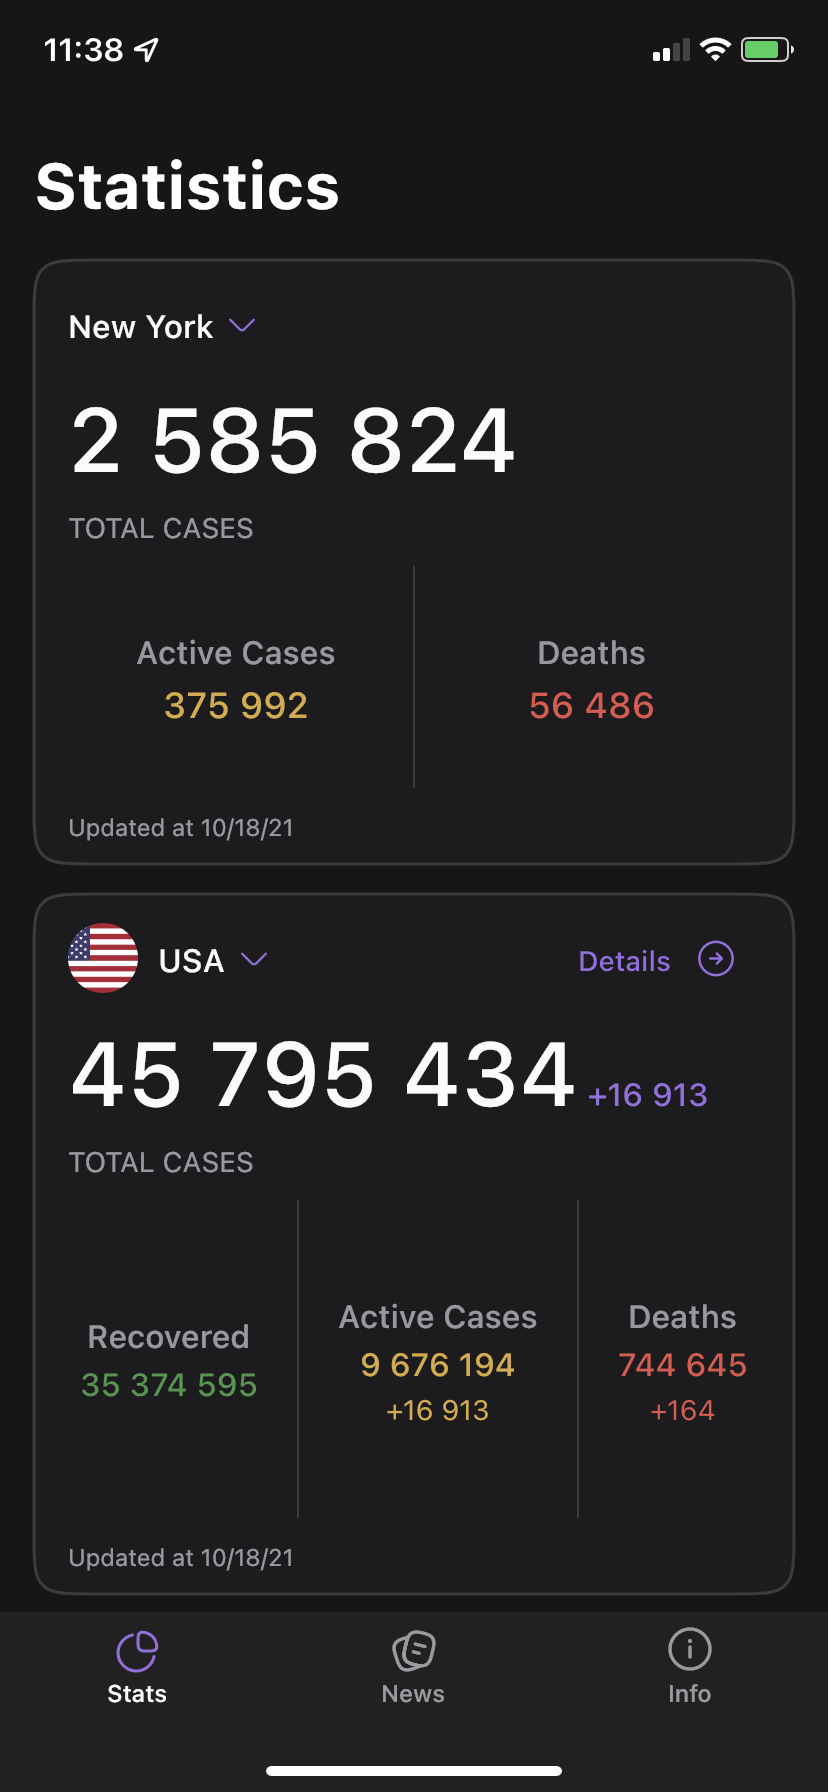 11:38
Statistics
New York
2 585 824
TOTAL CASES
Active Cases
375 992
Deaths
56 486
Updated at 10/18/21
USA
Details
45 795 434 +16 913
TOTAL CASES
Recovered
35 374 595
Active Cases
9 676 194
+16 913
Deaths
744 645
+164
Updated at 10/18/21
Stats
News
Info